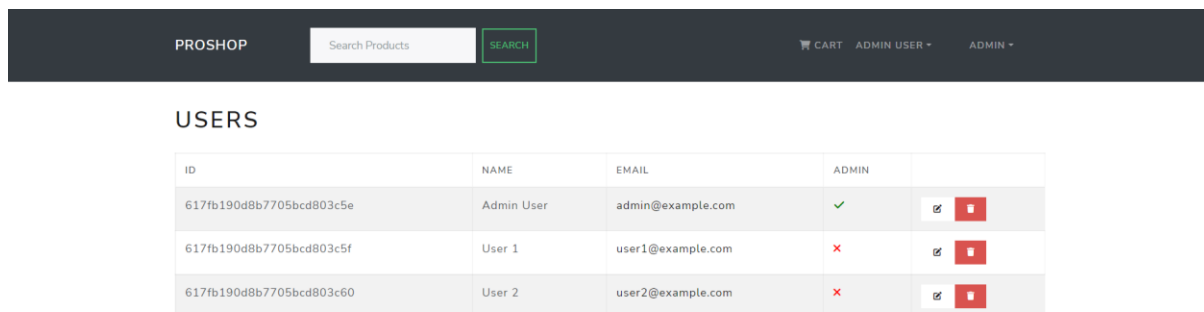 PROSHOP Search Products SEARCH CART ADMIN USER ADMIN
USERS
ID NAME EMAIL ADMIN
617fb190d8b7705bcd803c5e Admin User admin@example.com
617fb190d8b7705bcd803c5f User 1 user1@example.com
617fb190d8b7705bcd803c60 User 2 user2@example.com